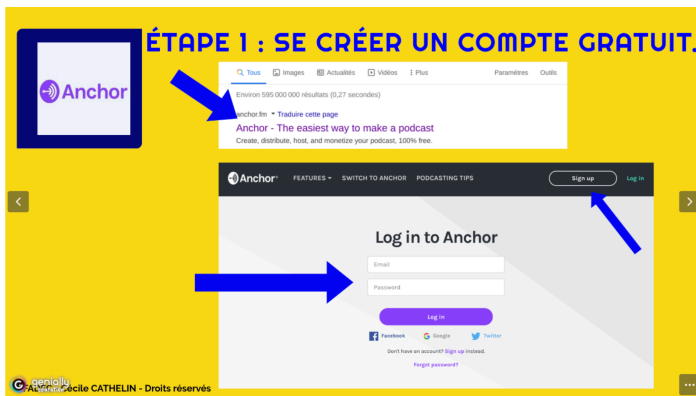 ÉTAPE 1 : SE CRÉER UN COMPTE GRATUIT.
Anchor
Tous Images Actualités Vidéos Plus Paramètres Outils
Environ 595 000 000 résultats (0,27 secondes)
anchor.fm Traduire cette page
Anchor - The easiest way to make a podcast
Create, distribute, host, and monetize your podcast, 100% free.
Anchor FEATURES SWITCH TO ANCHOR PODCASTING TIPS Sign up Log in
Log in to Anchor
Email
Password
Log in
Facebook Google Twitter
Don't have an account? Sign up instead.
Forgot password?
genially
Cécile CATHELIN - Droits réservés